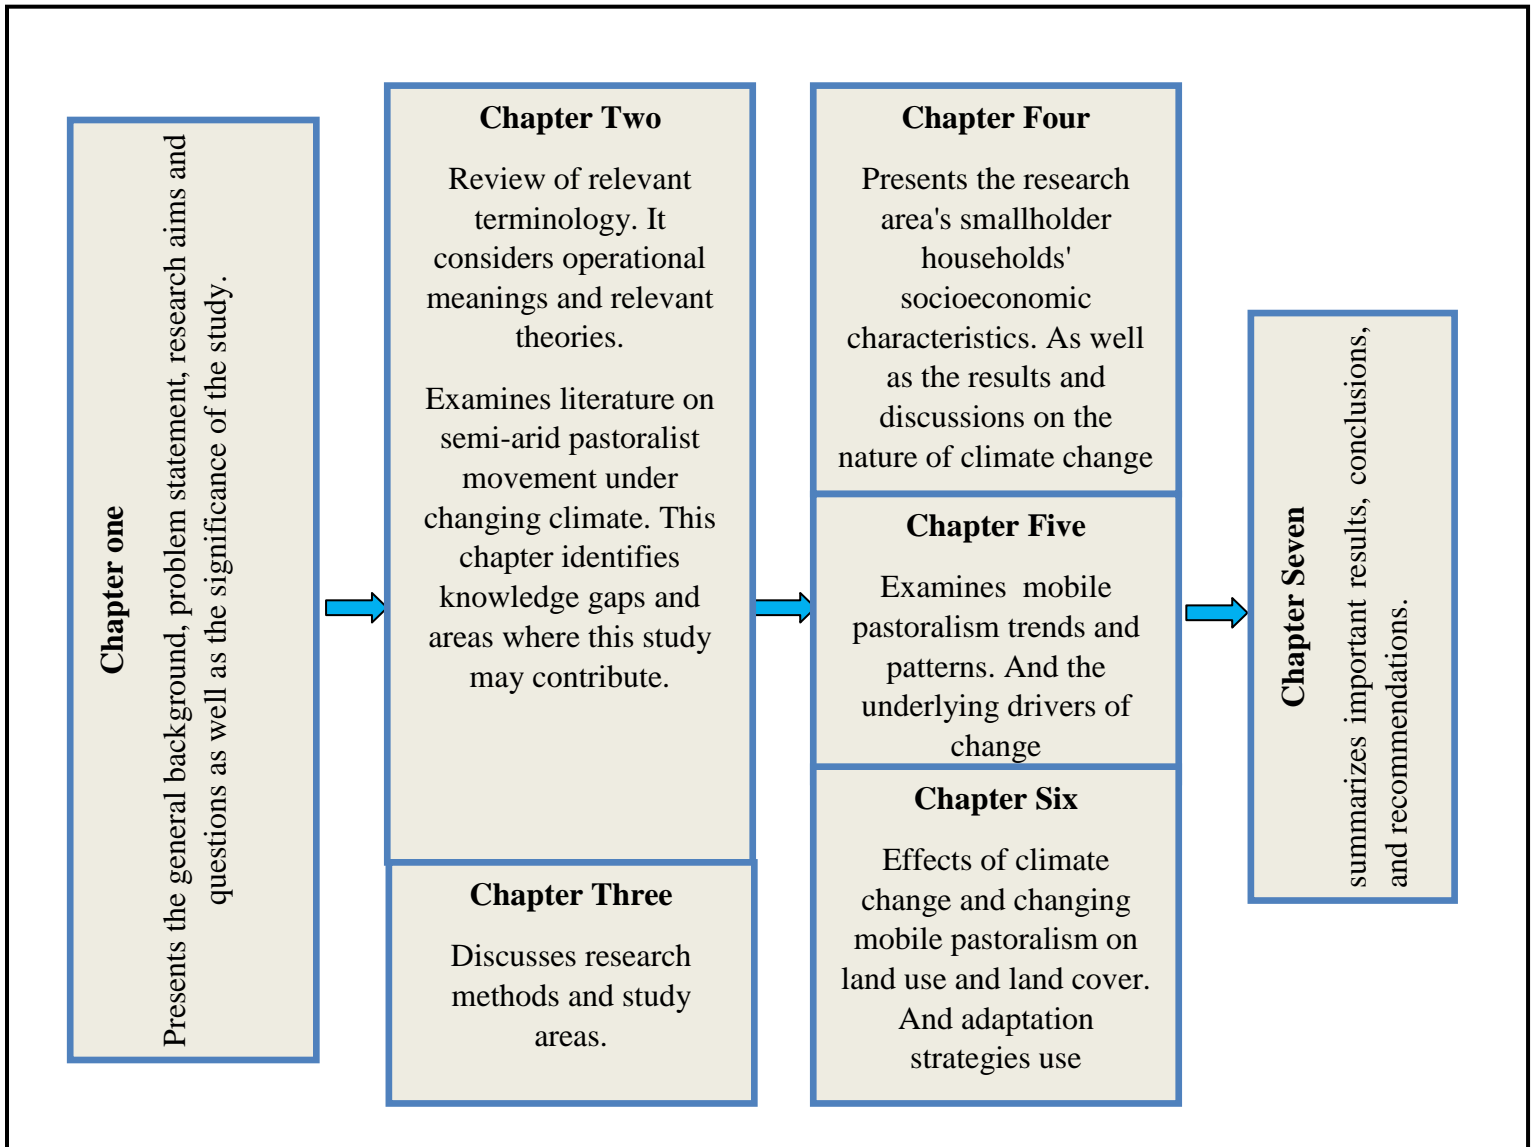 Chapter one
Presents the general background, problem statement, research aims and
questions as well as the significance of the study.
Chapter Two
Review of relevant
terminology. It
considers operational
meanings and relevant
theories.
Examines literature on
semi-arid pastoralist
movement under
changing climate. This
chapter identifies
knowledge gaps and
areas where this study
may contribute.
Chapter Three
Discusses research
methods and study
areas.
Chapter Four
Presents the research
area's smallholder
households'
socioeconomic
characteristics. As well
as the results and
discussions on the
nature of climate change
Chapter Five
Examines mobile
pastoralism trends and
patterns. And the
underlying drivers of
change
Chapter Six
Effects of climate
change and changing
mobile pastoralism on
land use and land cover.
And adaptation
strategies use
Chapter Seven
summarizes important results, conclusions,
and recommendations.